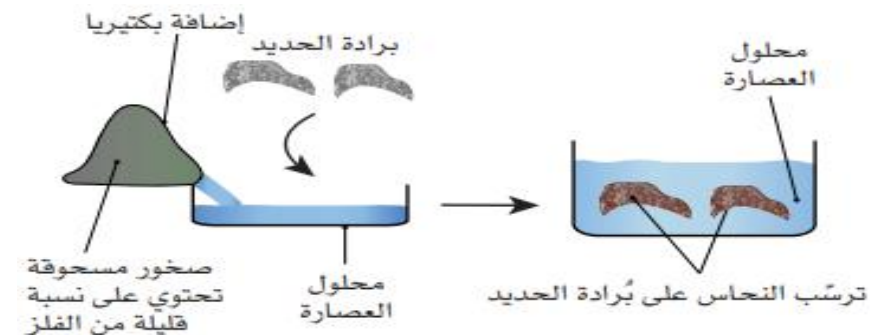 إضافة بكتيريا
برادة الحديد
محلول
العصارة
صخور مسحوقة
تحتوي على نسبة
قليلة من الفلز
محلول
العصارة
ترسّب النحاس على بُرادة الحديد